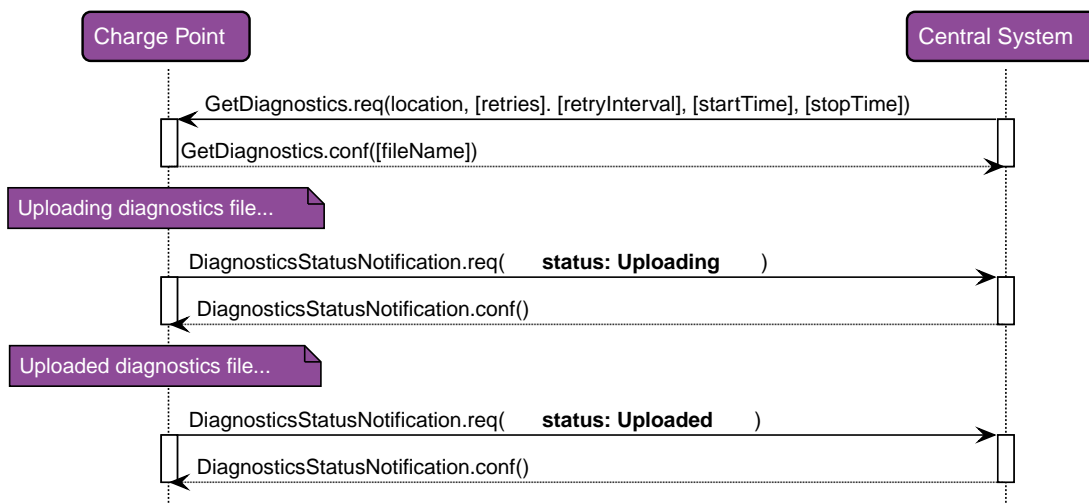 Charge Point
Central System
GetDiagnostics.req(location, [retries]. [retryInterval], [startTime], [stopTime])
GetDiagnostics.conf([fileName])
Uploading diagnostics file...
DiagnosticsStatusNotification.req( status: Uploading )
DiagnosticsStatusNotification.conf()
Uploaded diagnostics file...
DiagnosticsStatusNotification.req( status: Uploaded )
DiagnosticsStatusNotification.conf()